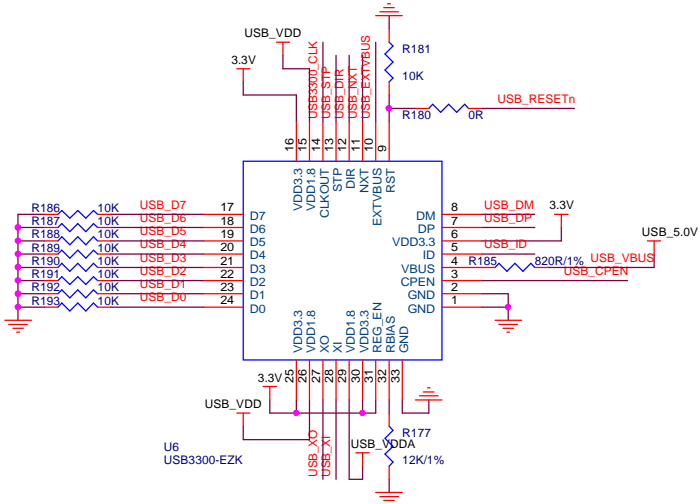 USB_VDD
3.3V
USB3300_CLK
USB_STP
USB_DIR
USB_NXT
USB_EXTVBUS
R181
10K
R180
0R
USB_RESETn
16
15
14
13
12
11
10
9
VDD3.3
VDD1.8
CLKOUT
STP
DIR
NXT
EXTVBUS
RST
R186 10K USB_D7 17 D7
R187 10K USB_D6 18 D6
R188 10K USB_D5 19 D5
R189 10K USB_D4 20 D4
R190 10K USB_D3 21 D3
R191 10K USB_D2 22 D2
R192 10K USB_D1 23 D1
R193 10K USB_D0 24 D0
DM 8 USB_DM
DP 7 USB_DP
VDD3.3 6 3.3V
ID 5 USB_ID
VBUS 4 R185 820R/1% USB_VBUS USB_5.0V
CPEN 3 USB_CPEN
GND 2
GND 1
VDD3.3
VDD1.8
XO
XI
VDD1.8
VDD3.3
REG_EN
RBIAS
GND
25
26
27
28
29
30
31
32
33
3.3V
USB_VDD
USB_XO
USB_XI
USB_VDDA
R177
12K/1%
U6
USB3300-EZK